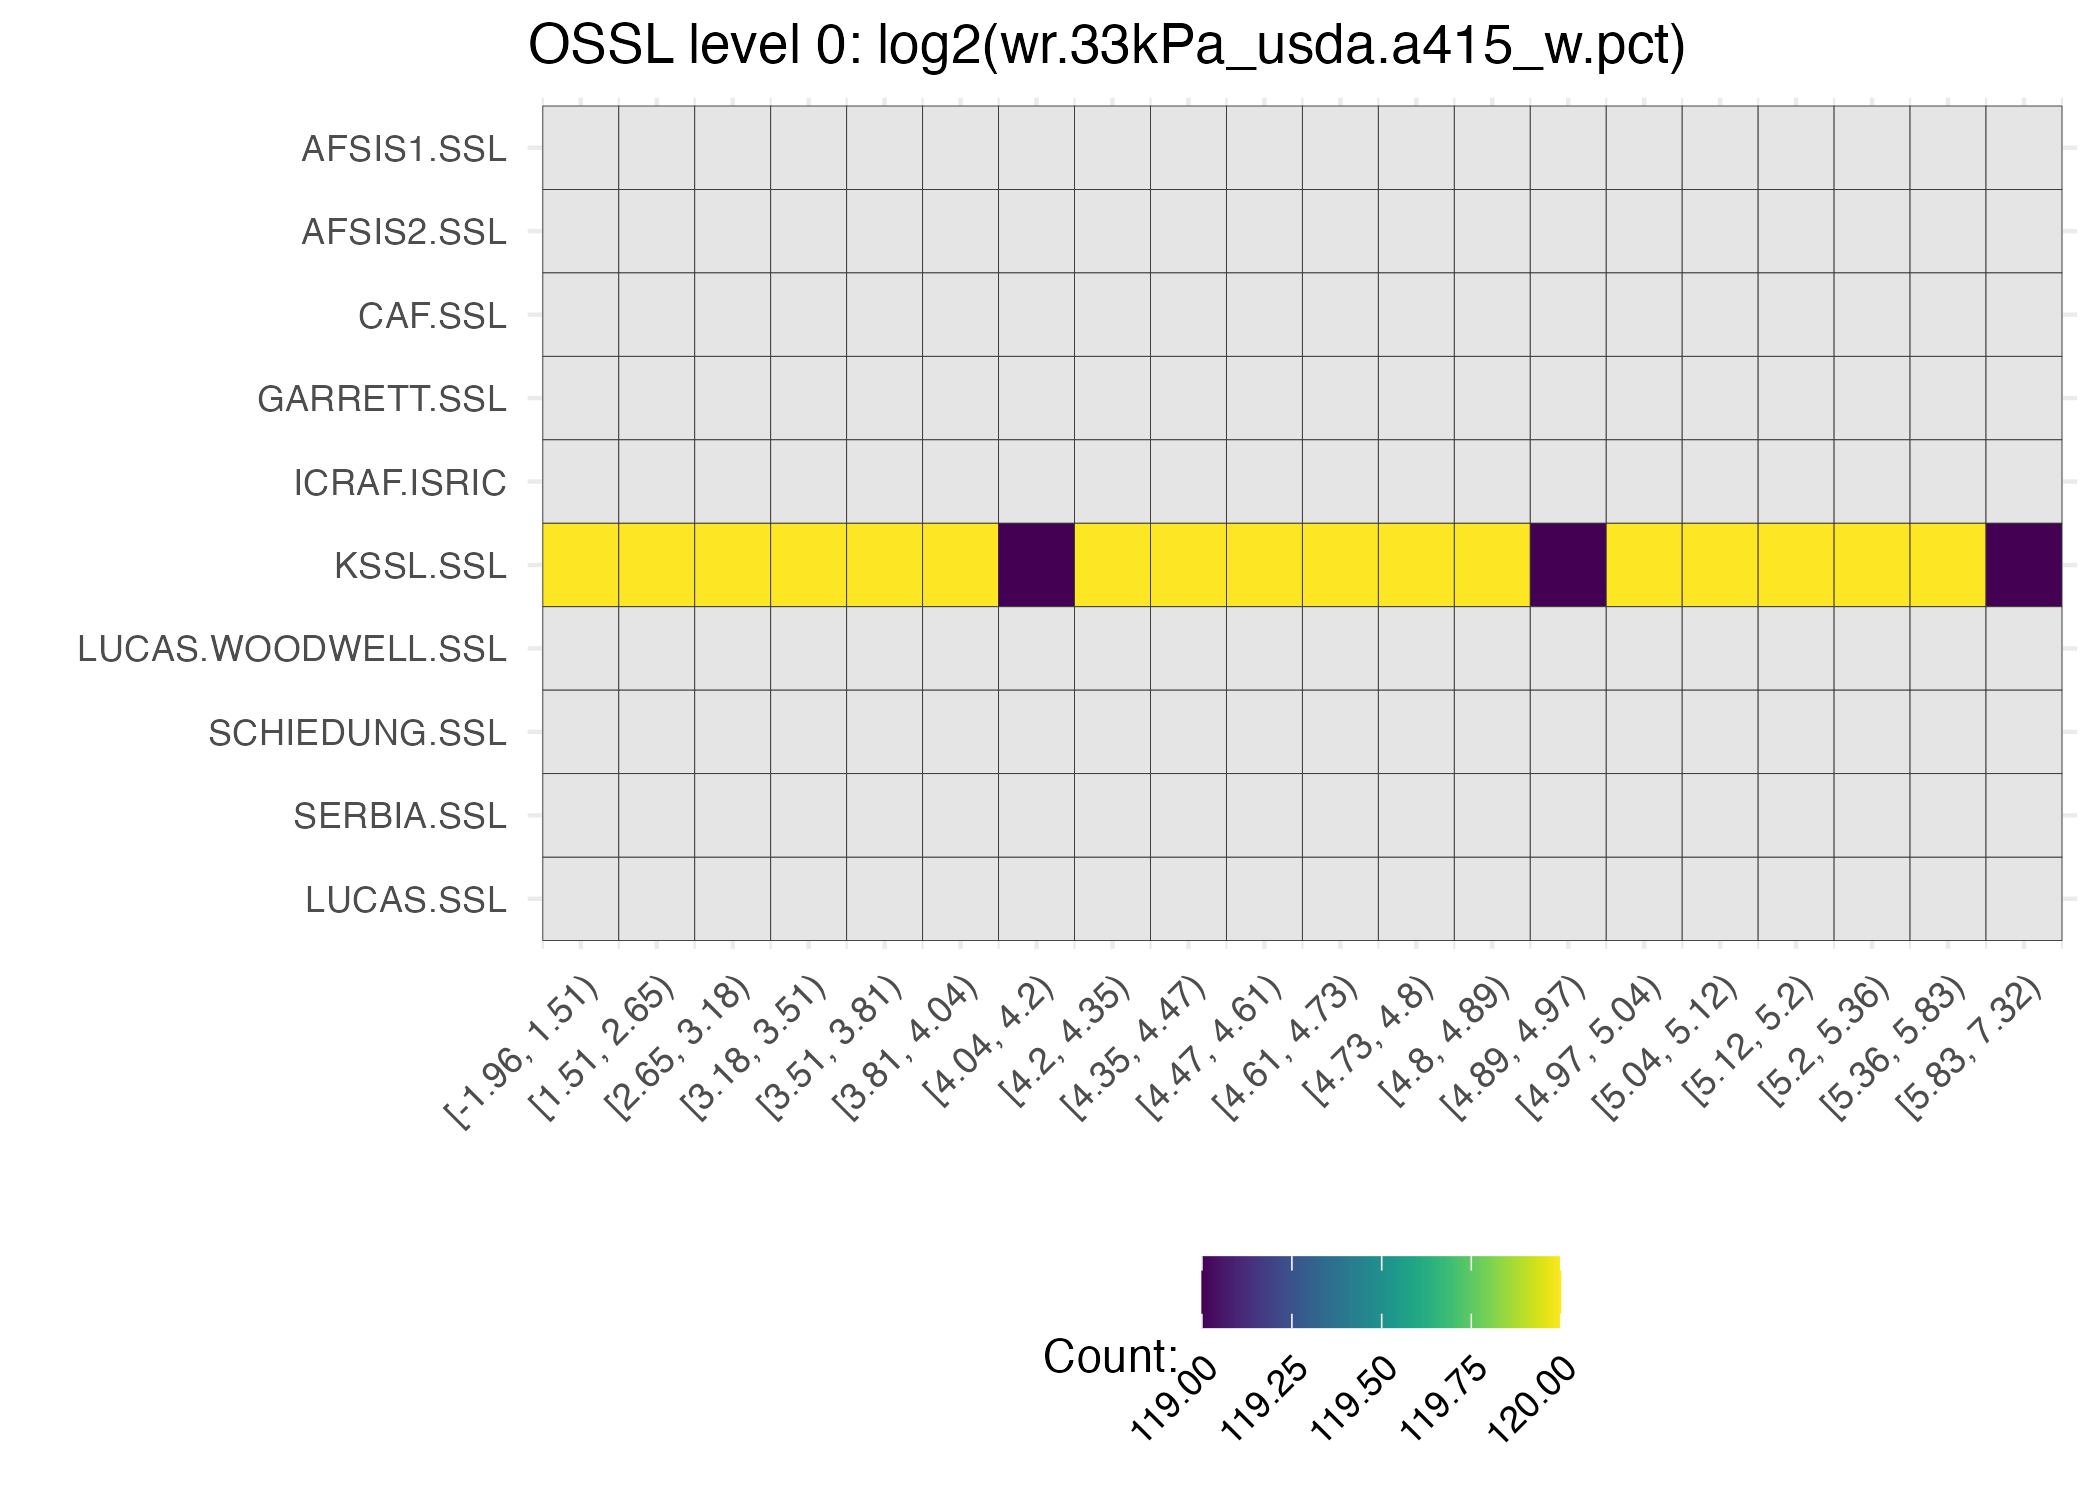 OSSL level 0: log2(wr.33kPa_usda.a415_w.pct)
AFSIS1.SSL
AFSIS2.SSL
CAF.SSL
GARRETT.SSL
ICRAF.ISRIC
KSSL.SSL
LUCAS.WOODWELL.SSL
SCHIEDUNG.SSL
SERBIA.SSL
LUCAS.SSL
[-1.96, 1.51)
[1.51, 2.65)
[2.65, 3.18)
[3.18, 3.51)
[3.51, 3.81)
[3.81, 4.04)
[4.04, 4.2)
[4.2, 4.35)
[4.35, 4.47)
[4.47, 4.61)
[4.61, 4.73)
[4.73, 4.8)
[4.8, 4.89)
[4.89, 4.97)
[4.97, 5.04)
[5.04, 5.12)
[5.12, 5.2)
[5.2, 5.36)
[5.36, 5.83)
[5.83, 7.32)
Count:
119.00
119.25
119.50
119.75
120.00